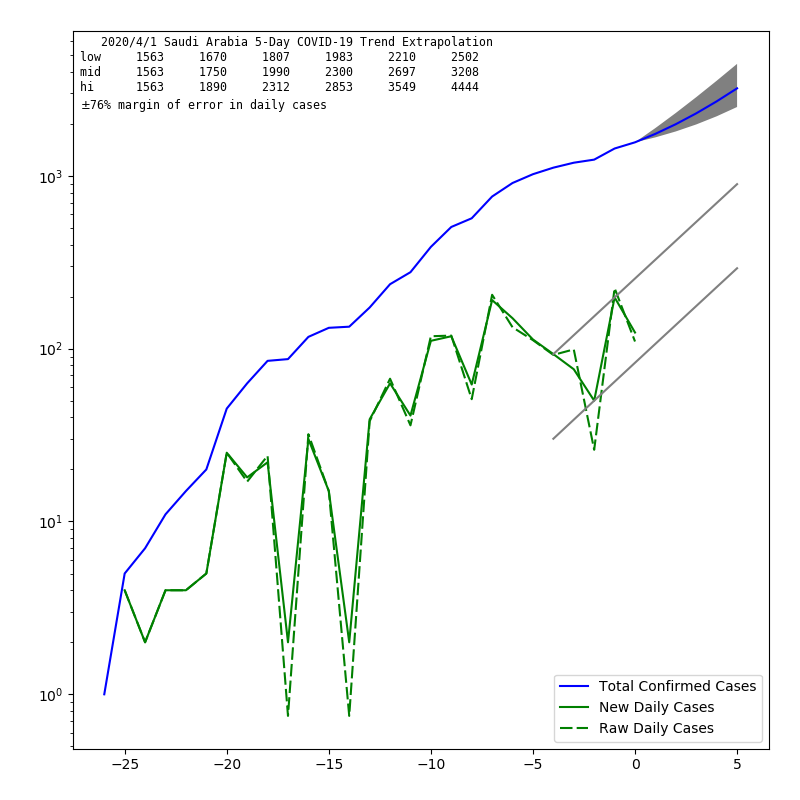 2020/4/1 Saudi Arabia 5-Day COVID-19 Trend Extrapolation
low 1563 1670 1807 1983 2210 2502
mid 1563 1750 1990 2300 2697 3208
hi 1563 1890 2312 2853 3549 4444
±76% margin of error in daily cases
10³
10²
10¹
10⁰
Total Confirmed Cases
New Daily Cases
Raw Daily Cases
−25 −20 −15 −10 −5 0 5